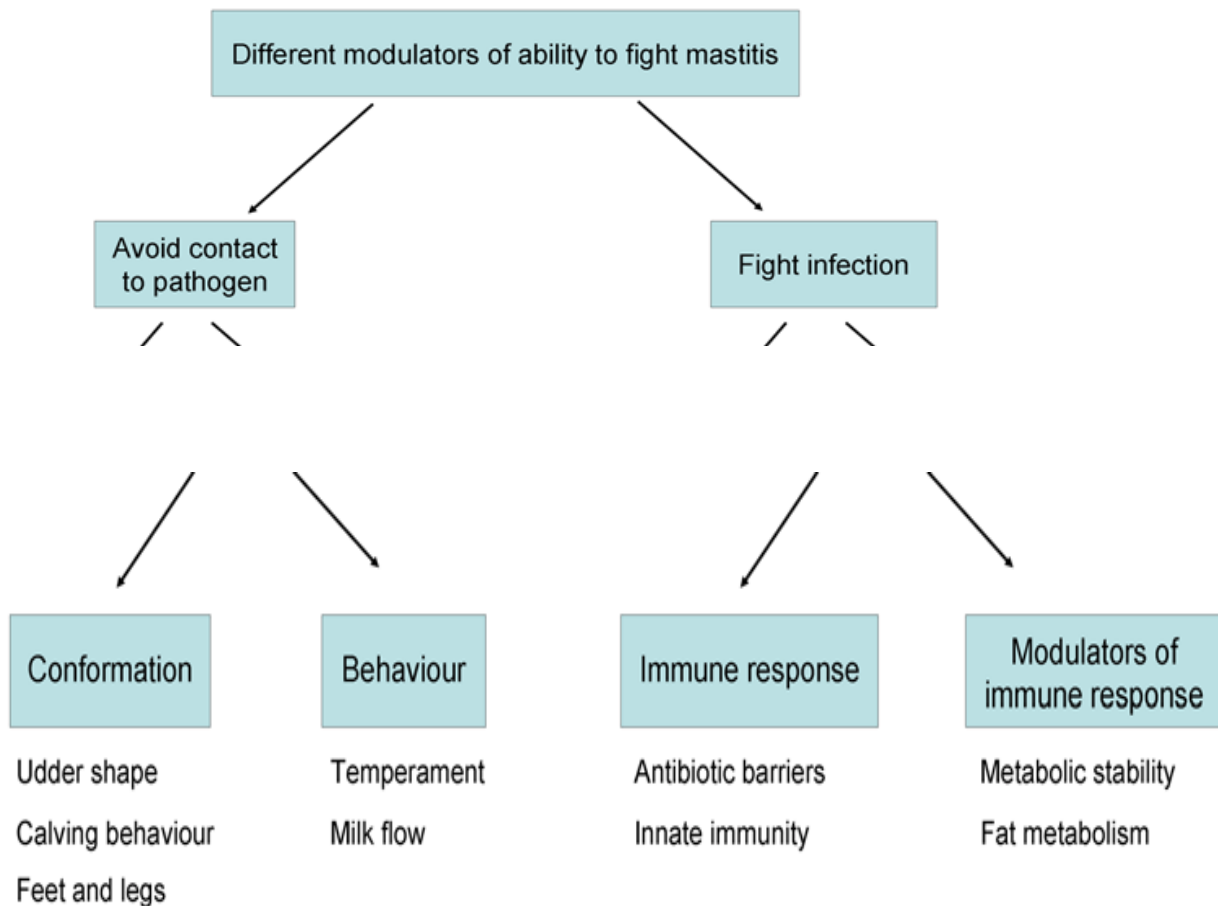 Different modulators of ability to fight mastitis
Avoid contact
to pathogen
Fight infection
Conformation
Udder shape
Calving behaviour
Feet and legs
Behaviour
Temperament
Milk flow
Immune response
Antibiotic barriers
Innate immunity
Modulators of
immune response
Metabolic stability
Fat metabolism